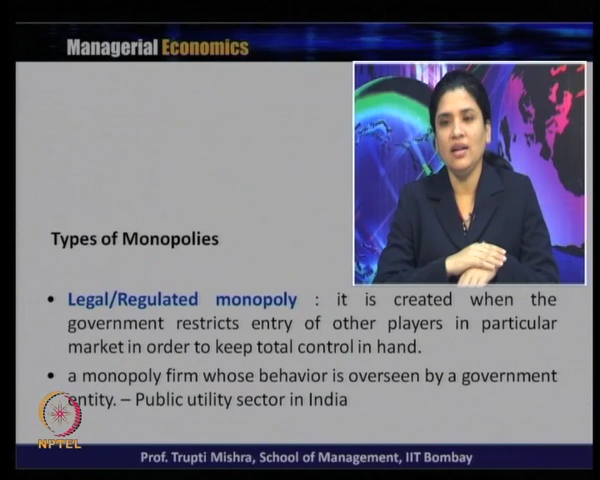 Managerial Economics
Types of Monopolies
• Legal/Regulated monopoly : it is created when the
government restricts entry of other players in particular
market in order to keep total control in hand.
• a monopoly firm whose behavior is overseen by a government
entity. – Public utility sector in India
NPTEL
Prof. Trupti Mishra, School of Management, IIT Bombay